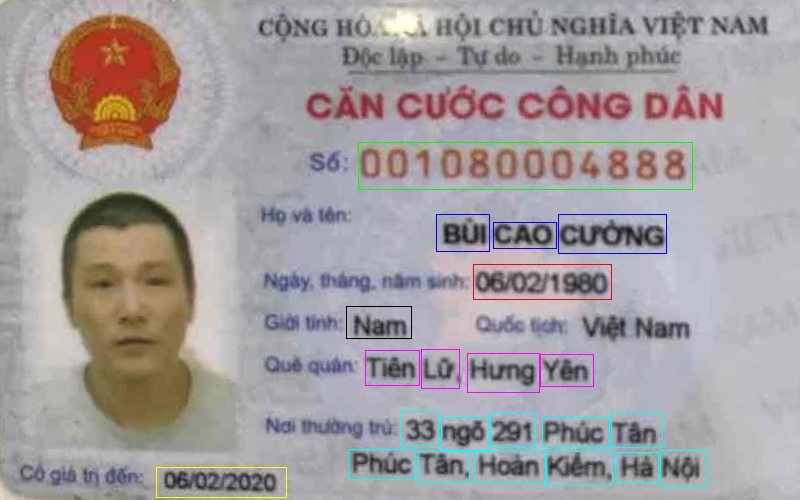 CỘNG HÒA XÃ HỘI CHỦ NGHĨA VIỆT NAM
Độc lập - Tự do - Hạnh phúc
CĂN CƯỚC CÔNG DÂN
Số: 001080004888
Họ và tên:
BÙI CAO CƯỜNG
Ngày, tháng, năm sinh: 06/02/1980
Giới tính: Nam Quốc tịch: Việt Nam
Quê quán: Tiên Lữ, Hưng Yên
Nơi thường trú: 33 ngõ 291 Phúc Tân
Phúc Tân, Hoàn Kiếm, Hà Nội
Có giá trị đến: 06/02/2020